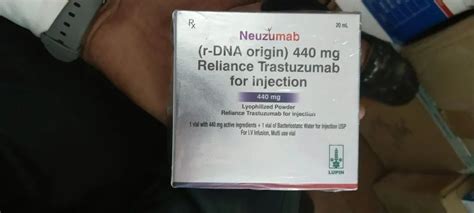 Rx
20 mL
Neuzumab
(r-DNA origin) 440 mg
Reliance Trastuzumab
for injection
440 mg
Lyophilized Powder
Reliance Trastuzumab for Injection
1 vial with 440 mg active ingredients + 1 vial of Bacteriostatic Water for Injection USP
For I.V Infusion, Multi use vial
LUPIN